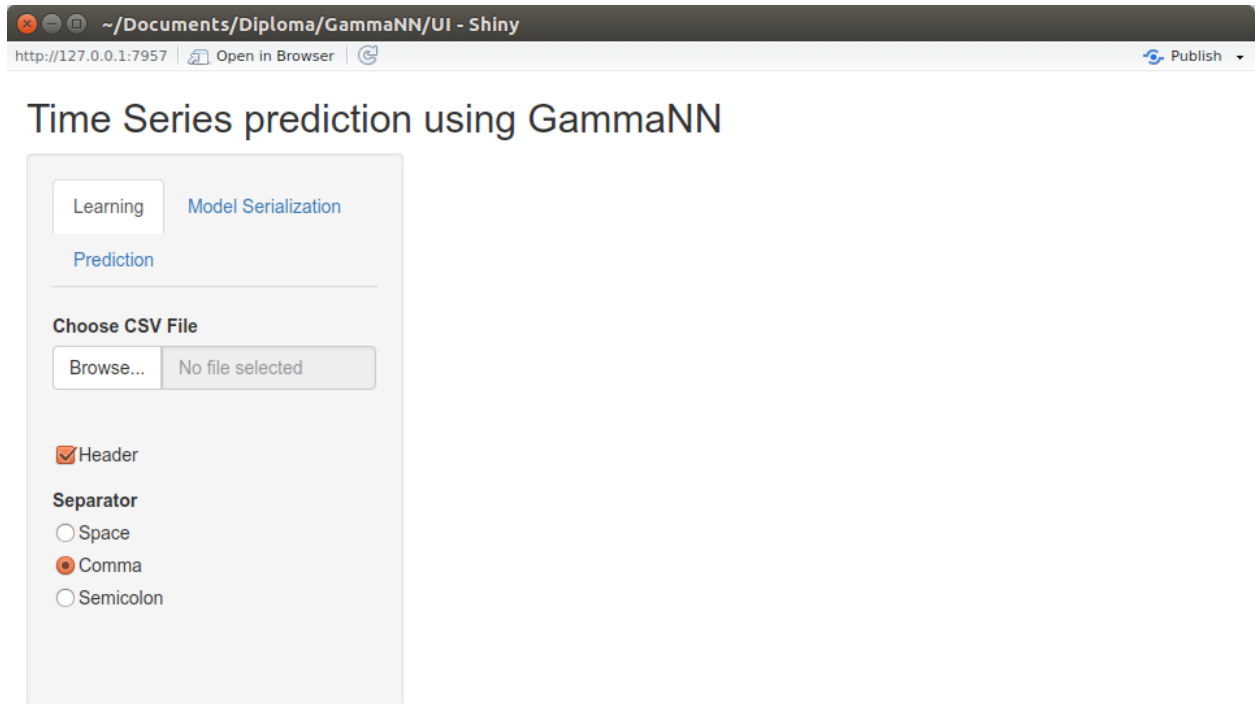 ~/Documents/Diploma/GammaNN/UI - Shiny
http://127.0.0.1:7957 Open in Browser Publish
Time Series prediction using GammaNN
Learning Model Serialization
Prediction
Choose CSV File
Browse... No file selected
Header
Separator
Space
Comma
Semicolon